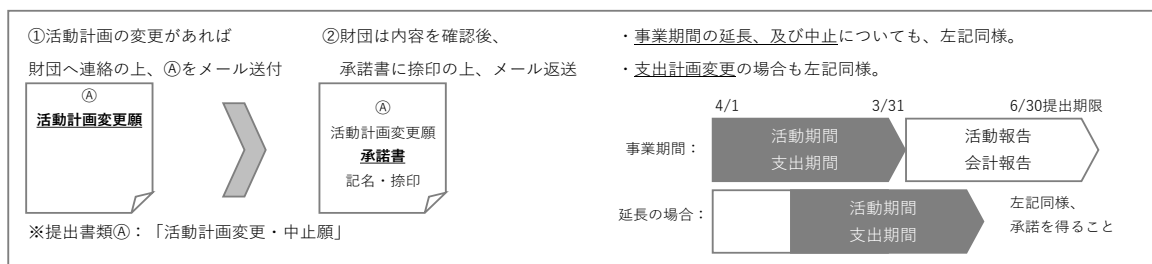 ①活動計画の変更があれば
財団へ連絡の上、Ⓐをメール送付
Ⓐ
活動計画変更願
※提出書類Ⓐ：「活動計画変更・中止願」
②財団は内容を確認後、
承諾書に捺印の上、メール返送
Ⓐ
活動計画変更願
承諾書
記名・捺印
・事業期間の延長、及び中止についても、左記同様。
・支出計画変更の場合も左記同様。
4/1 3/31 6/30提出期限
事業期間：
活動期間
支出期間
活動報告
会計報告
延長の場合：
活動期間
支出期間
左記同様、
承諾を得ること